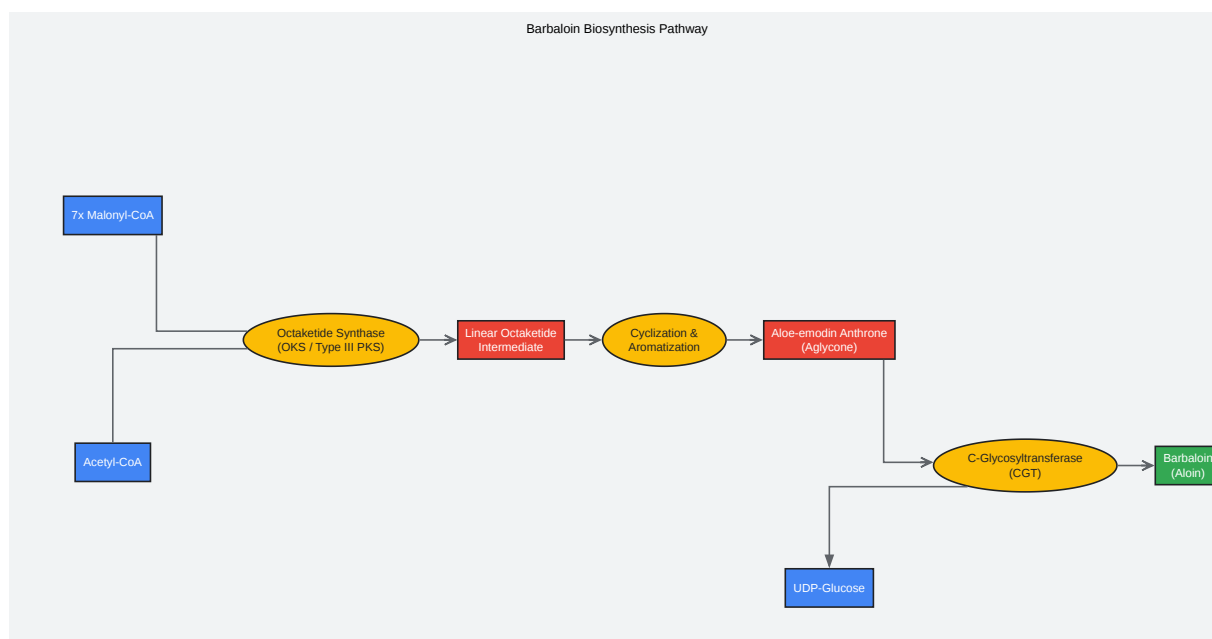 Barbaloin Biosynthesis Pathway
7x Malonyl-CoA
Octaketide Synthase
(OKS / Type III PKS)
Linear Octaketide
Intermediate
Cyclization &
Aromatization
Aloe-emodin Anthrone
(Aglycone)
Acetyl-CoA
C-Glycosyltransferase
(CGT)
Barbaloin
(Aloin)
UDP-Glucose